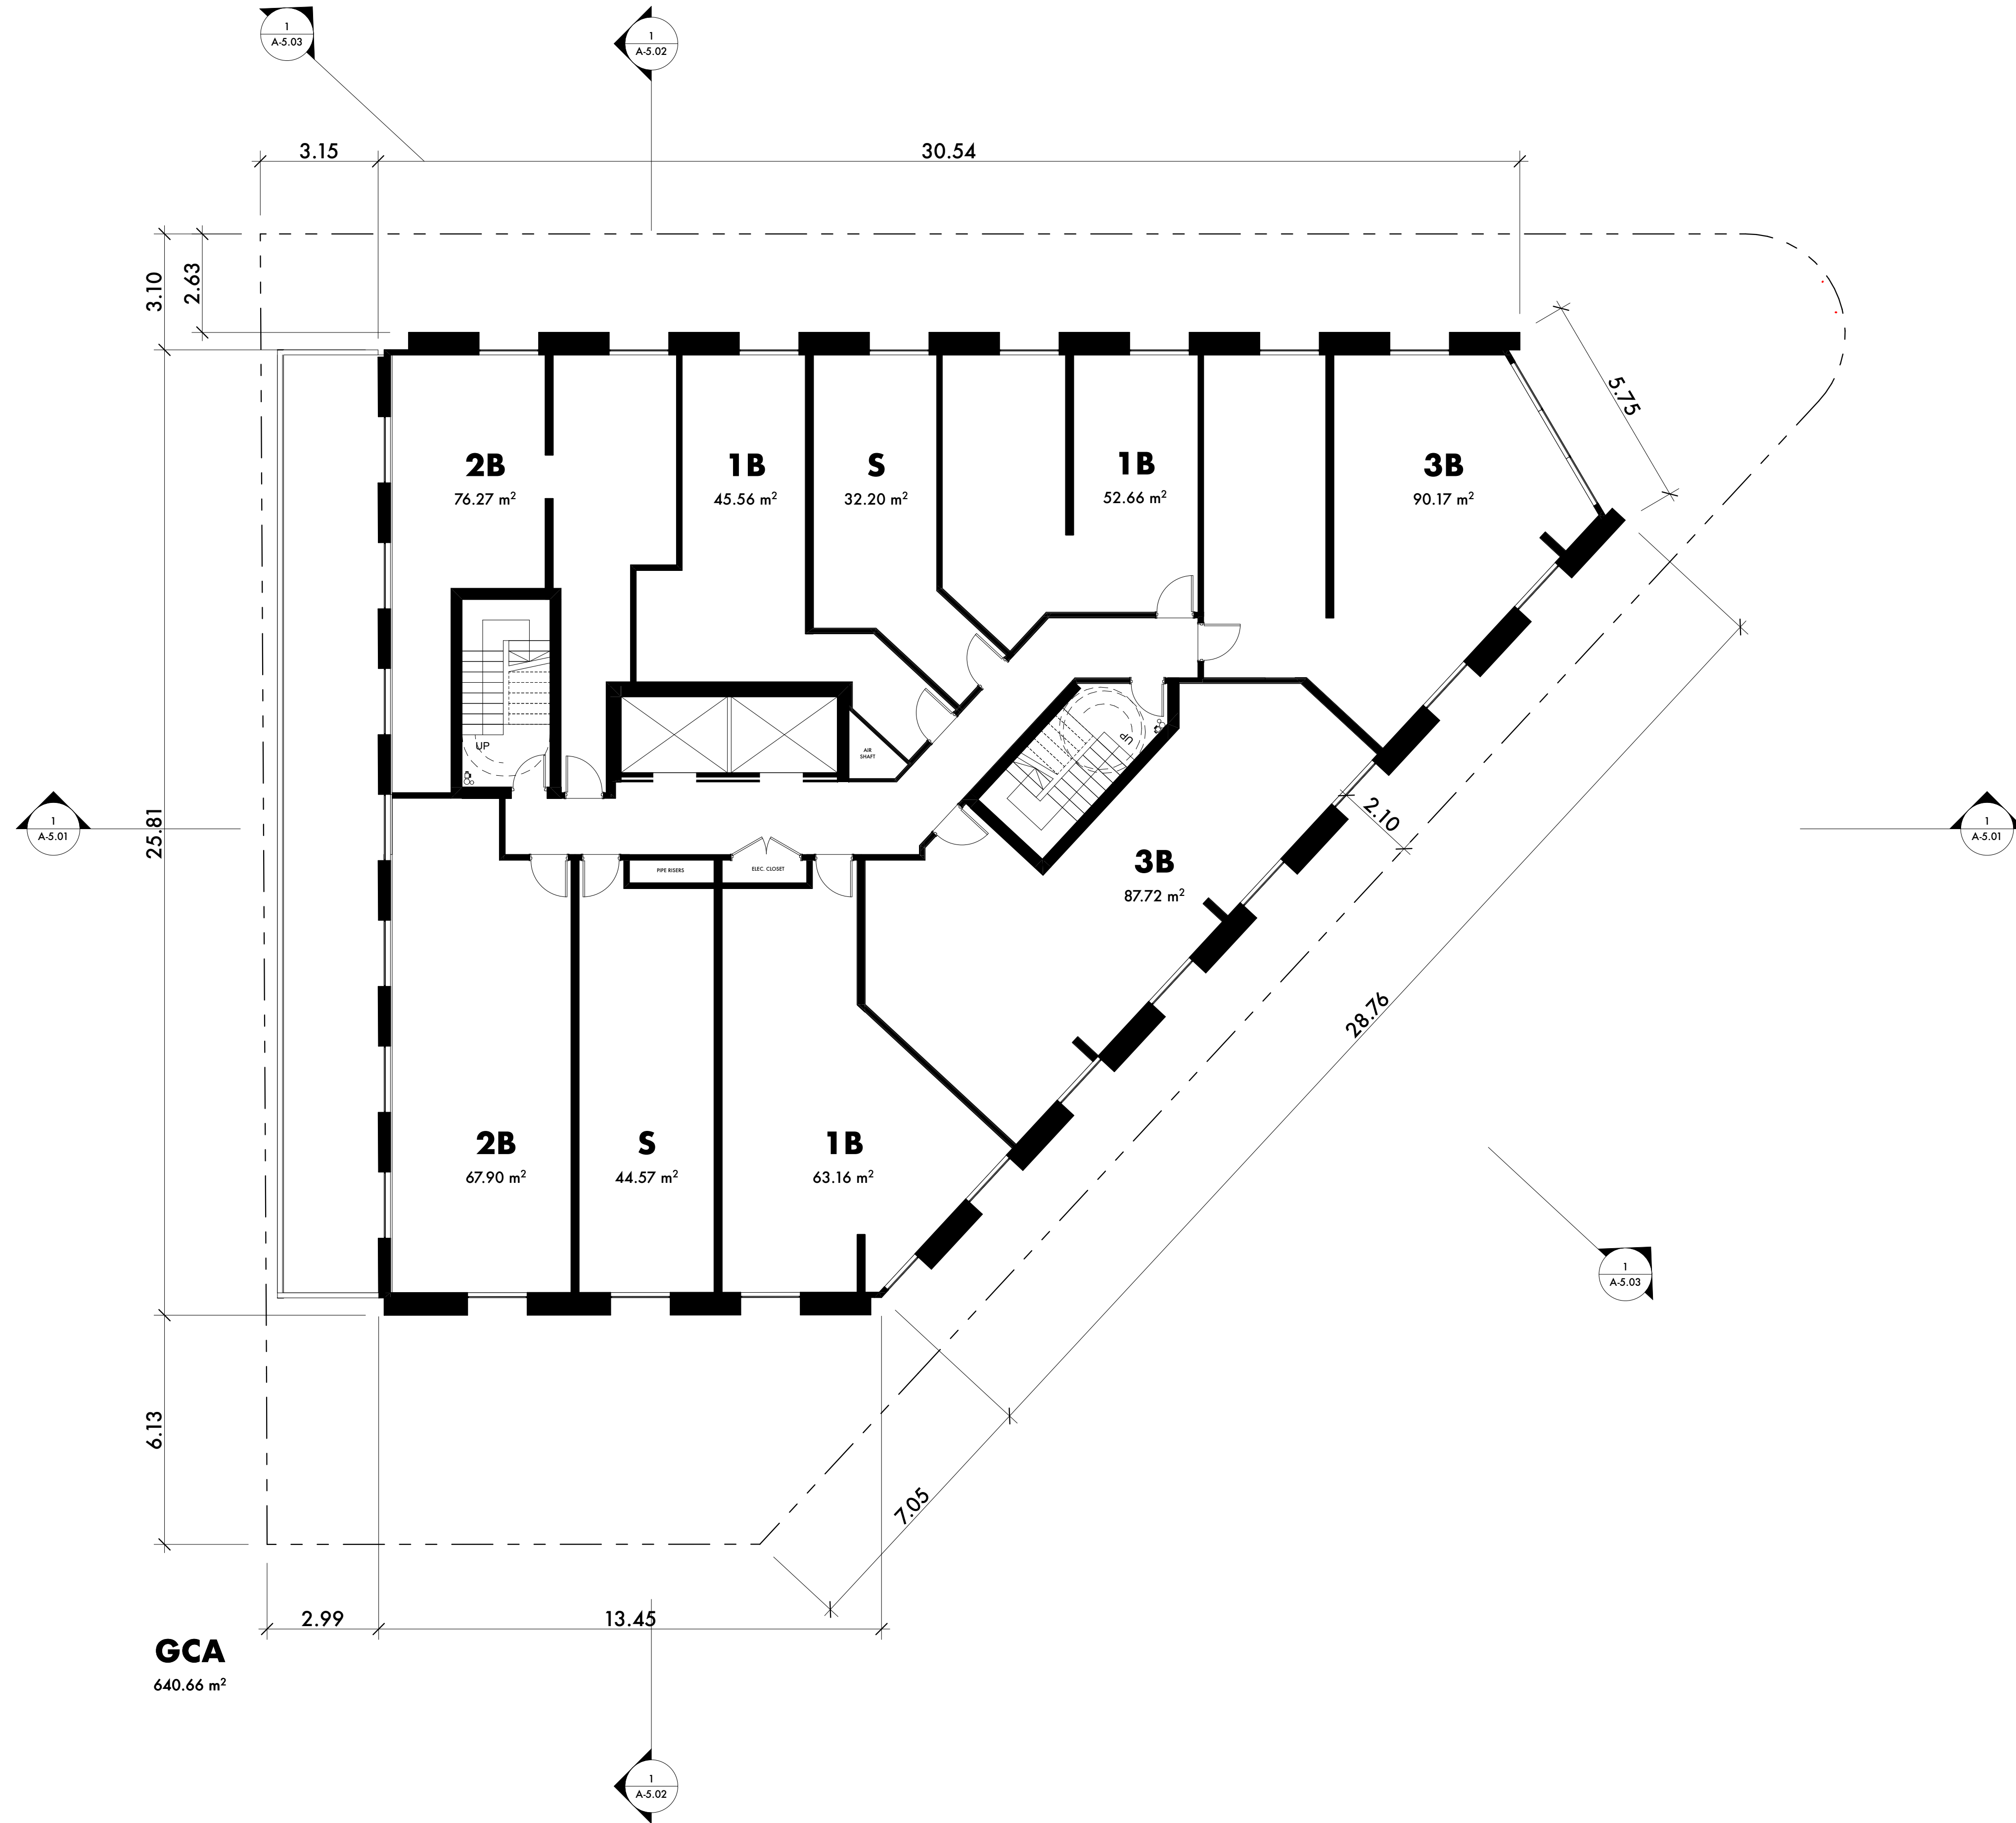 1
A-5.03
1
A-5.02
3.15
30.54
3.10
2.63
5.75
2B
76.27 m²
1B
45.56 m²
S
32.20 m²
1B
52.66 m²
3B
90.17 m²
UP
UP
AIR
SHAFT
1
A-5.01
25.81
2.10
1
A-5.01
PIPE RISERS
ELEC. CLOSET
3B
87.72 m²
28.76
2B
67.90 m²
S
44.57 m²
1B
63.16 m²
1
A-5.03
6.13
7.05
2.99
13.45
GCA
640.66 m²
1
A-5.02